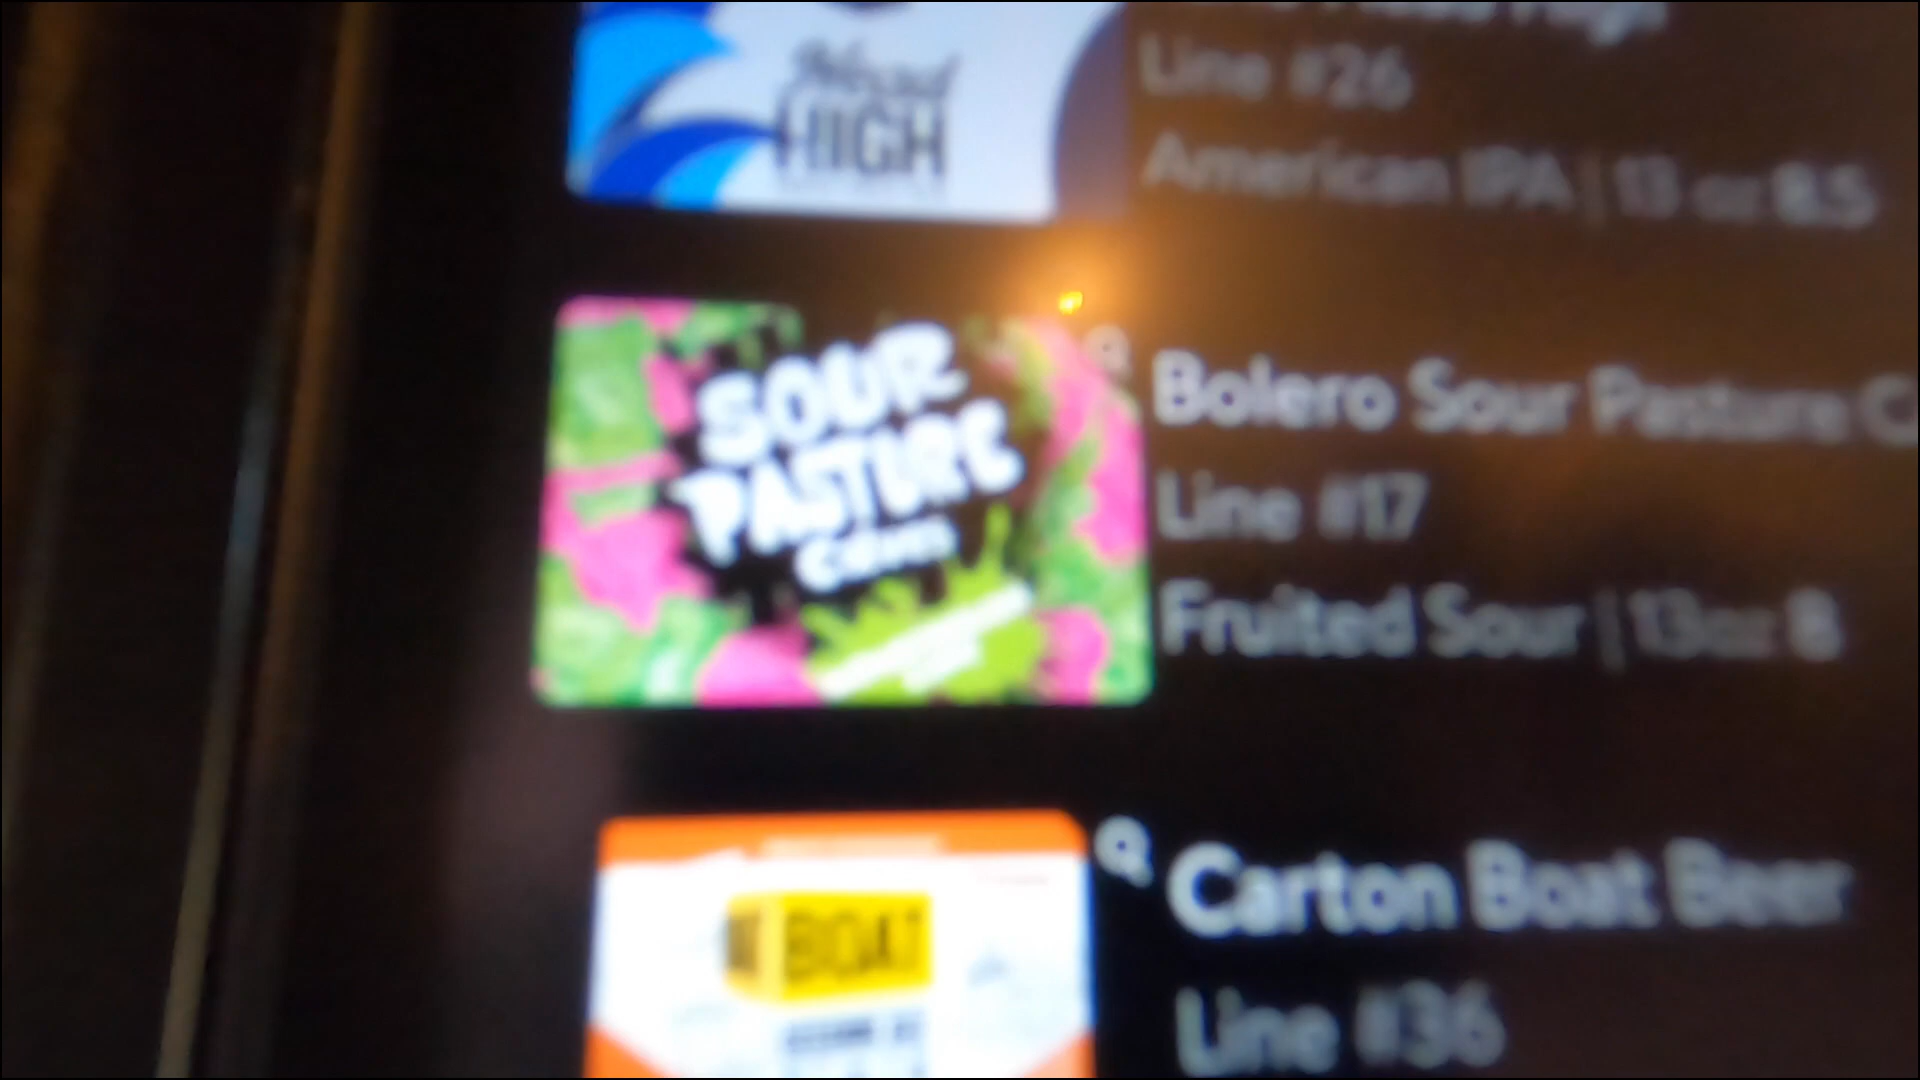 Head
HIGH
Line #26
American IPA | 13 oz 8.5
SOUR
PASTURE
Bolero Sour Pasture
Line #17
Fruited Sour | 13oz 8
BOAT
Carton Boat Beer
Line #36